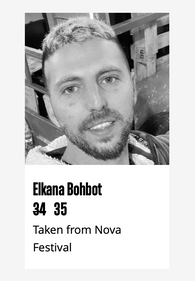 Elkana Bohbot
34 35
Taken from Nova
Festival